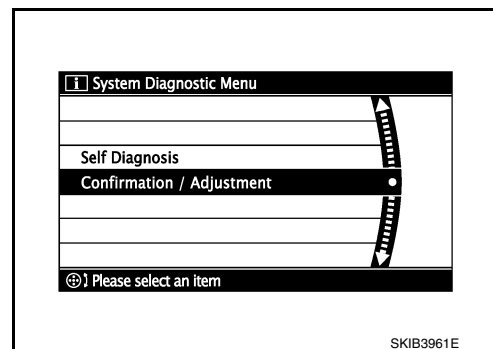 i System Diagnostic Menu
Self Diagnosis
Confirmation / Adjustment
Please select an item
SKIB3961E